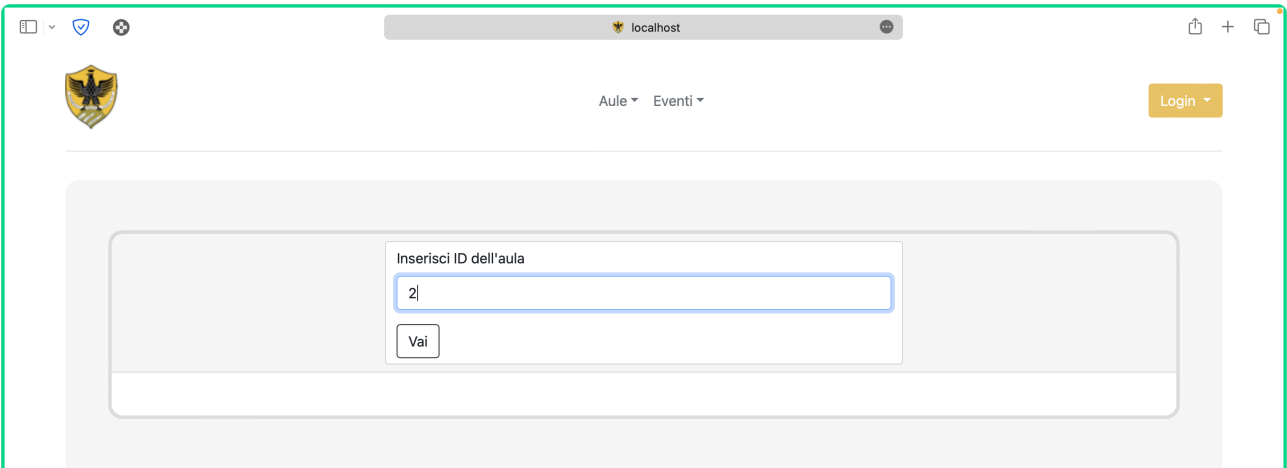 localhost
Aule Eventi
Login
Inserisci ID dell'aula
2
Vai